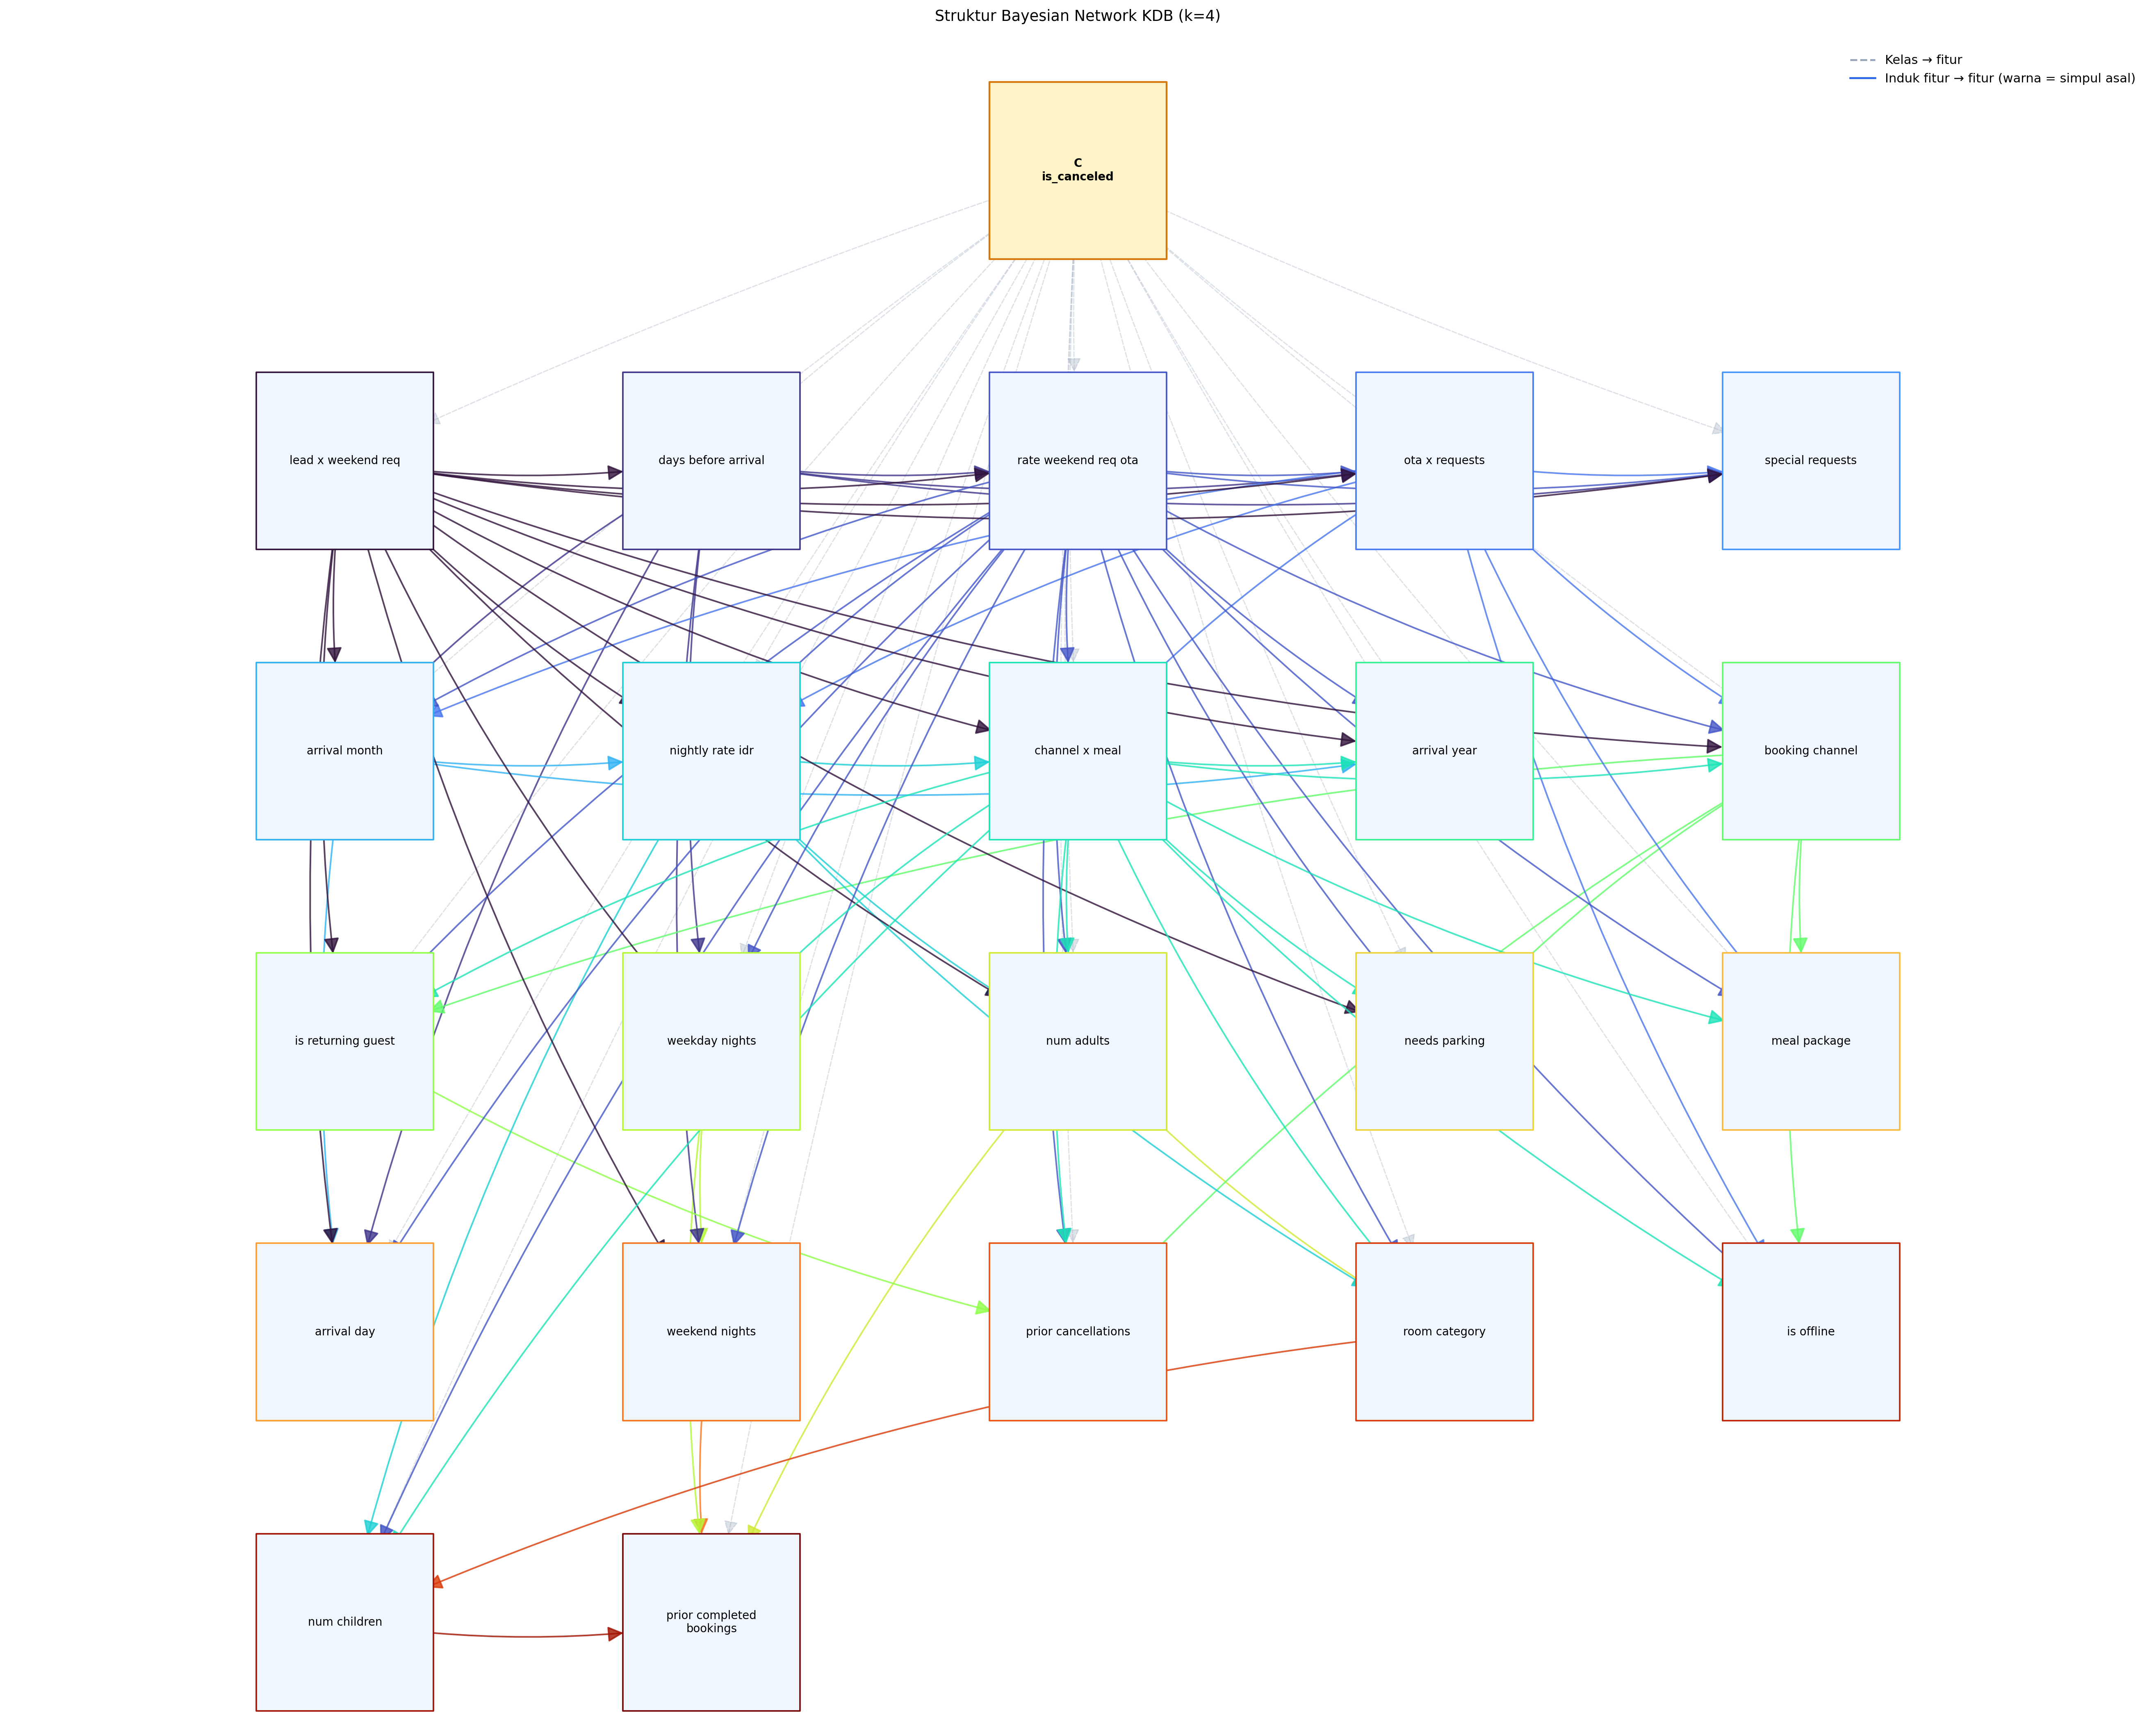 Struktur Bayesian Network KDB (k=4)
Kelas → fitur
Induk fitur → fitur (warna = simpul asal)
C
is_canceled
lead x weekend req
days before arrival
rate weekend req ota
ota x requests
special requests
arrival month
nightly rate idr
channel x meal
arrival year
booking channel
is returning guest
weekday nights
num adults
needs parking
meal package
arrival day
weekend nights
prior cancellations
room category
is offline
num children
prior completed
bookings